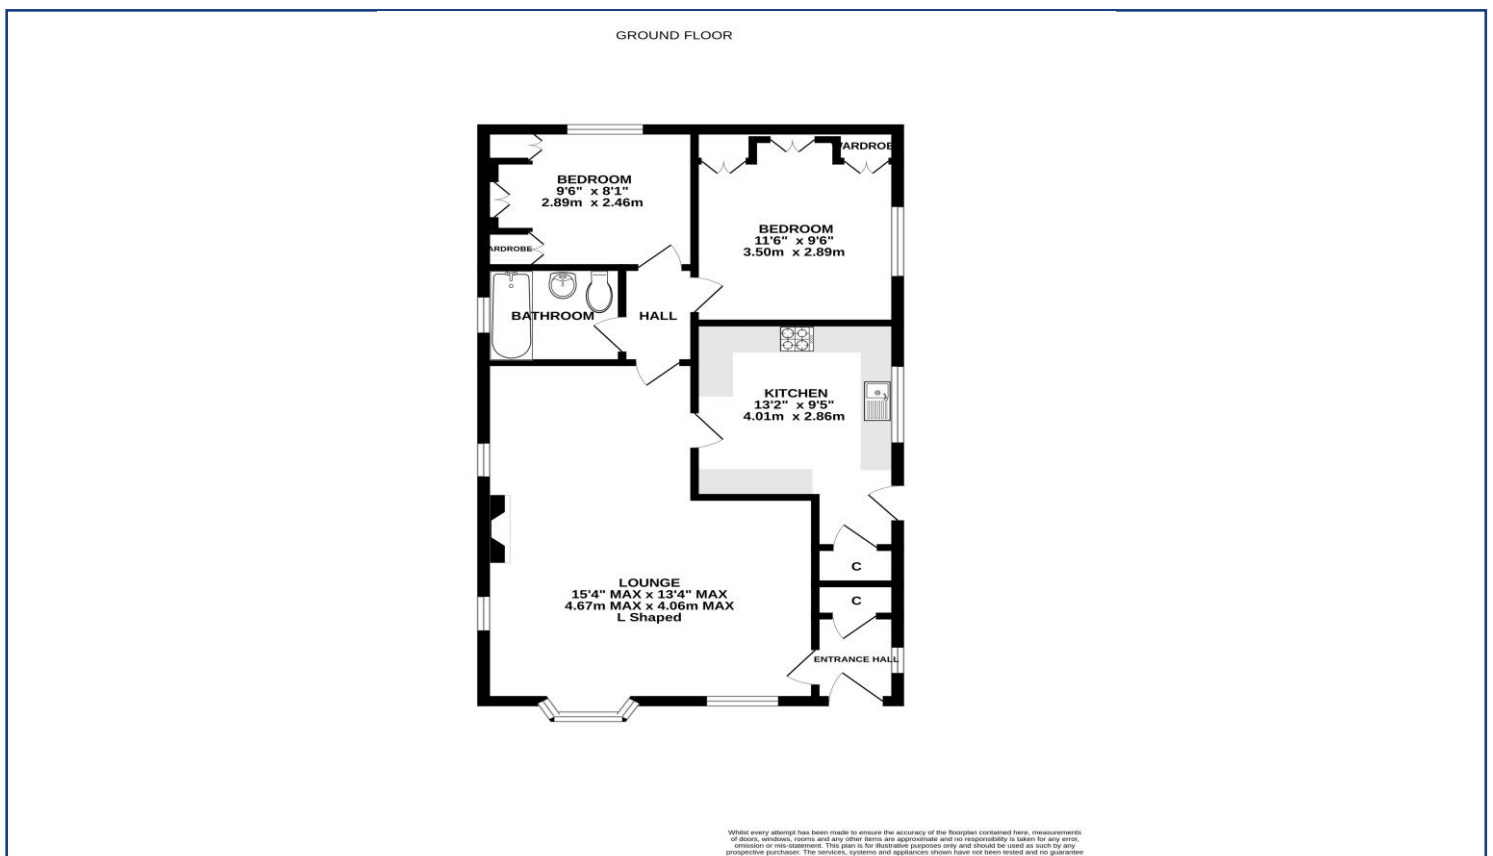 GROUND FLOOR
BEDROOM
9'6" x 8'1"
2.89m x 2.46m
ARDROBE
BEDROOM
11'6" x 9'6"
3.50m x 2.89m
BATHROOM
HALL
KITCHEN
13'2" x 9'5"
4.01m x 2.86m
C
LOUNGE
15'4" MAX x 13'4" MAX
4.67m MAX x 4.06m MAX
L Shaped
C
ENTRANCE HALL
Whilst every attempt has been made to ensure the accuracy of the floorplan contained here, measurements
of doors, windows, rooms and any other items are approximate and no responsibility is taken for any error,
omission or mis-statement. This plan is for illustrative purposes only and should be used as such by any
prospective purchaser. The services, systems and appliances shown have not been tested and no guarantee